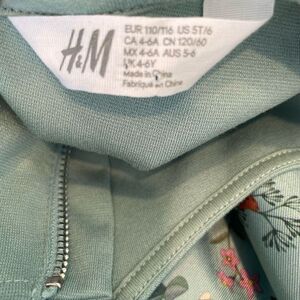 H&M
EUR 110/116 US 5T/6
CA 4-6A CN 120/60
MX 4-6A AUS 5-6
UK 4-6Y
Made in China
Fabriqué en Chine